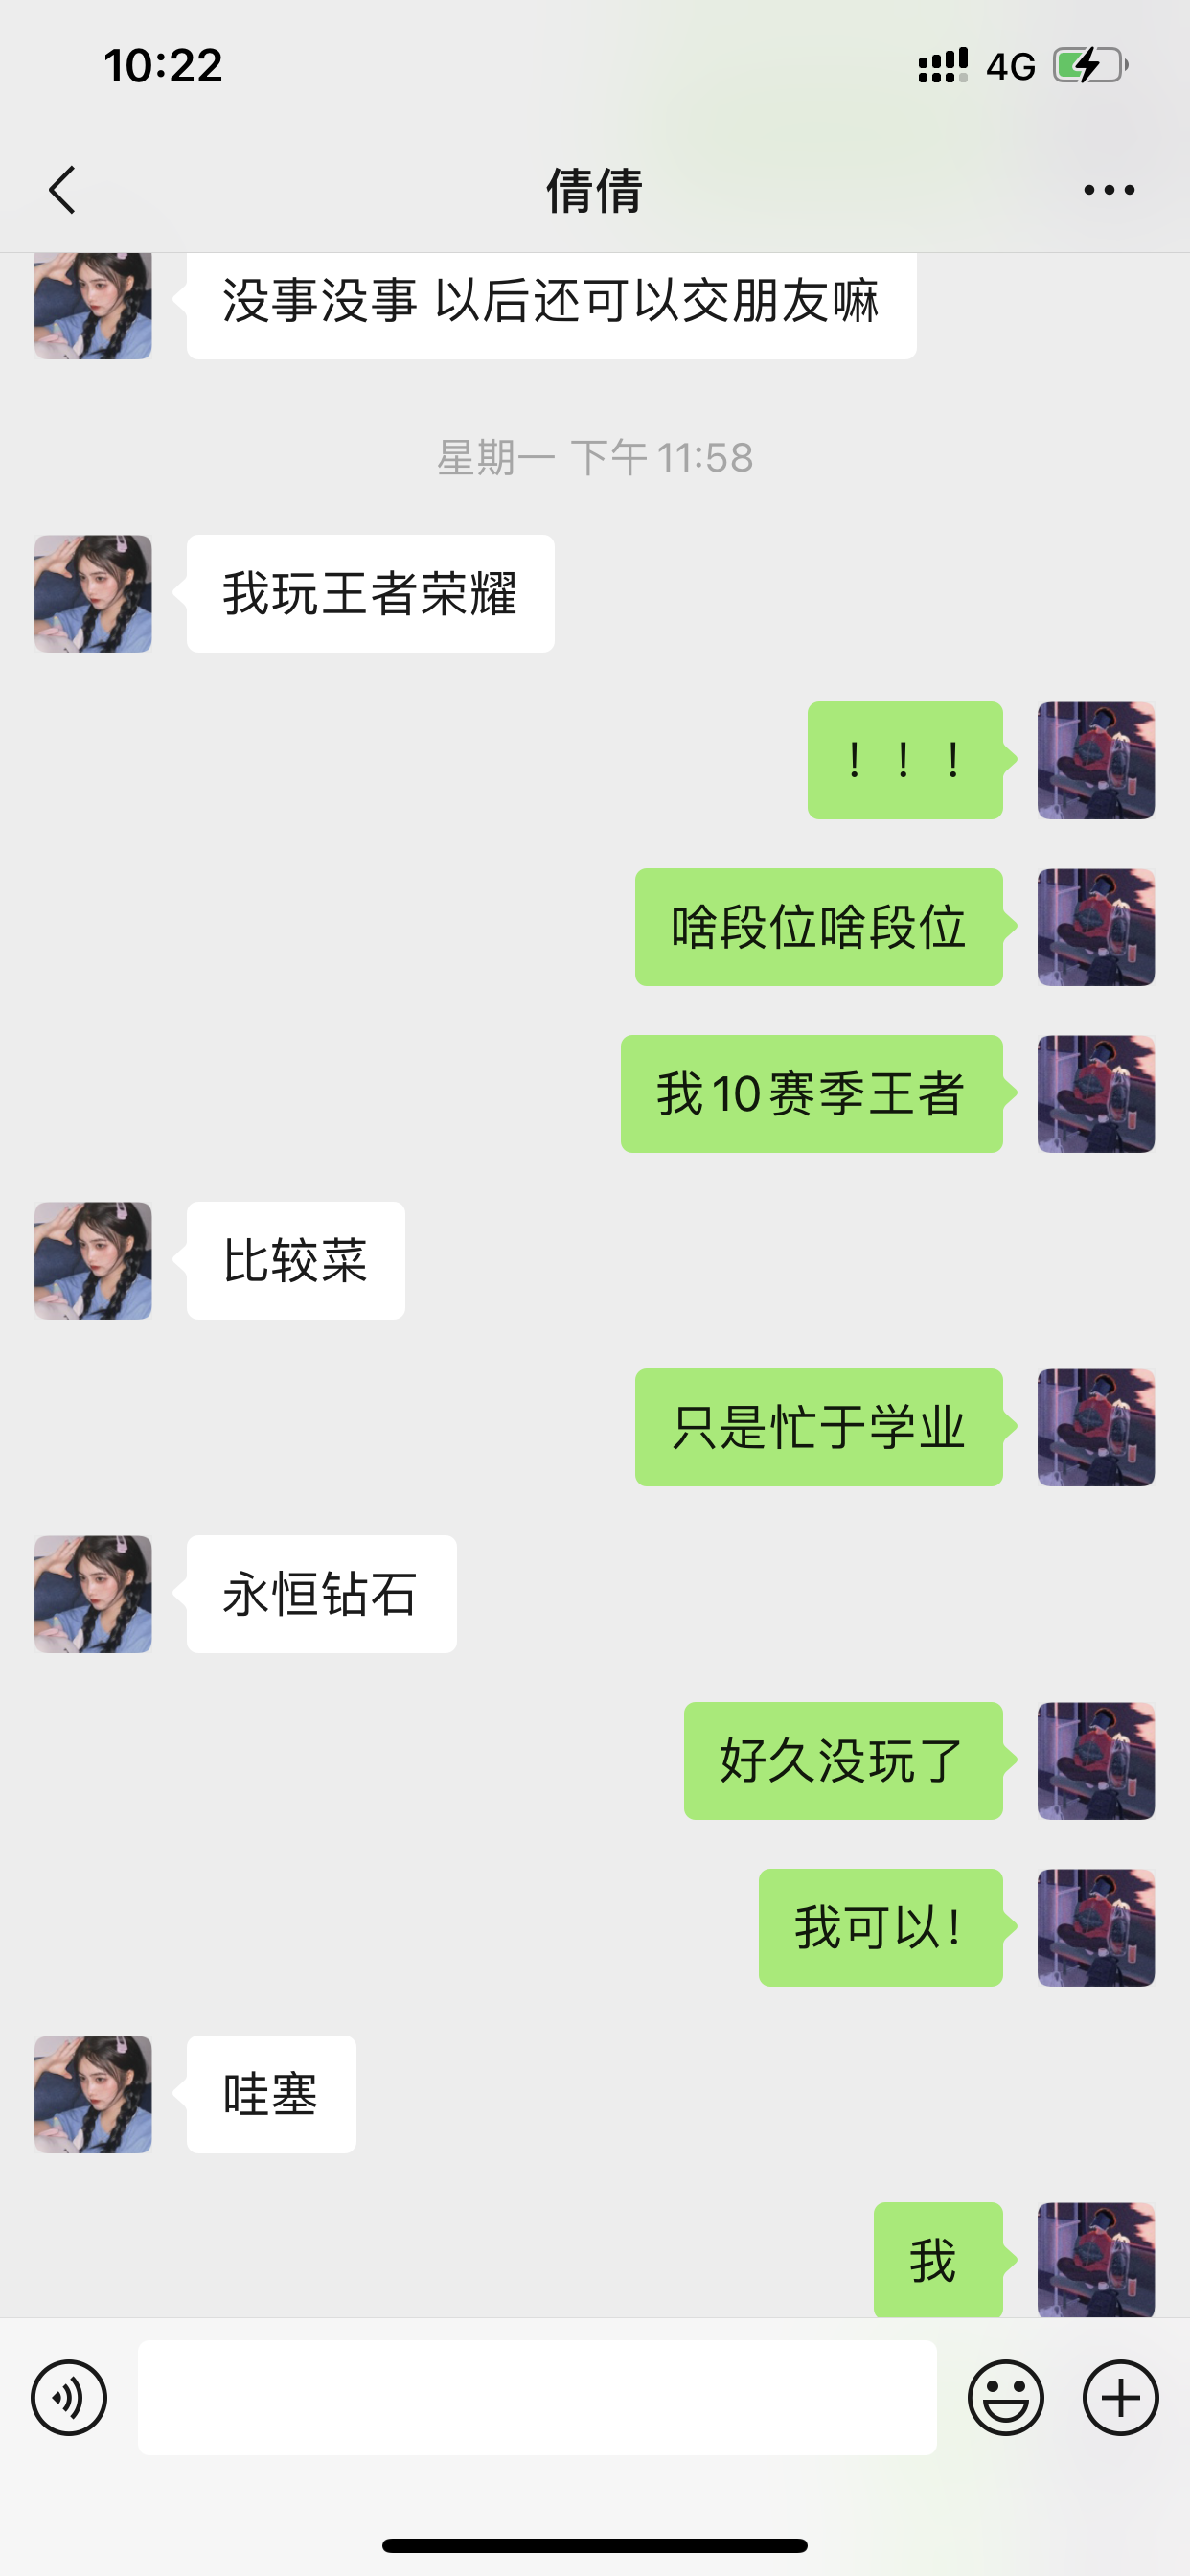 10:22
4G
倩倩
没事没事 以后还可以交朋友嘛
星期一 下午 11:58
我玩王者荣耀
！！！
啥段位啥段位
我10赛季王者
比较菜
只是忙于学业
永恒钻石
好久没玩了
我可以！
哇塞
我